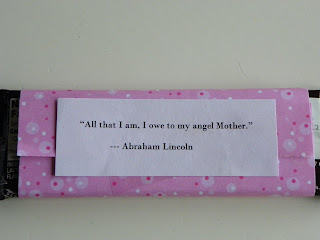 “All that I am, I owe to my angel Mother.”
--- Abraham Lincoln